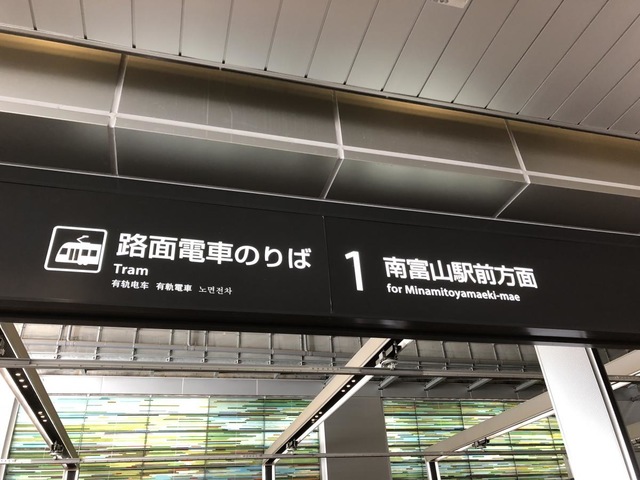 路面電車のりば
Tram
有轨电车 有軌電車 노면전차
1 南富山駅前方面
for Minamitoyamaeki-mae